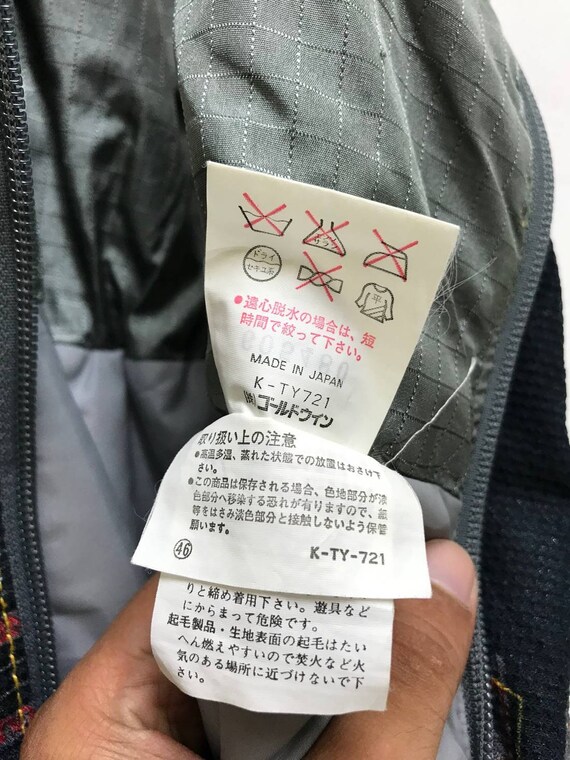 エンソ
サラシ
ドライ
セキユ系
平
●遠心脱水の場合は、短
時間で絞って下さい。
MADE IN JAPAN
K-TY721
㈱ゴールドウイン
取り扱い上の注意
●高温多湿、蒸れた状態での放置はおさけ下
さい。
●この商品は保存される場合、色地部分が淡
色部分へ移染する恐れが有りますので、紙
等をはさみ淡色部分と接触しないよう保管
願います。
㊻ K-TY-721
りと締め着用下さい。遊具など
にからまって危険です。
起毛製品・生地表面の起毛はたい
へん燃えやすいので焚火など火
気のある場所に近づけないで下
さい。